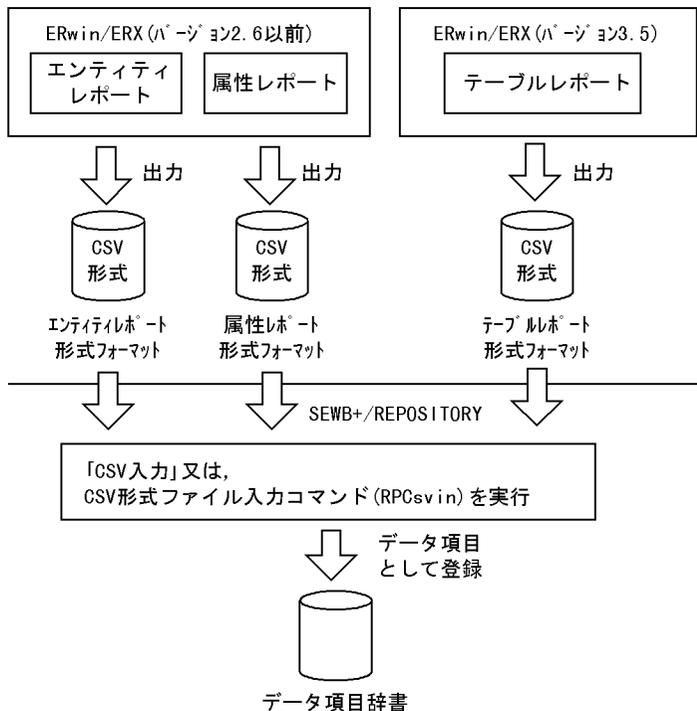 ERwin/ERX(ﾊﾞｰｼﾞｮﾝ2.6以前)
エンティティ
レポート
属性レポート
ERwin/ERX(ﾊﾞｰｼﾞｮﾝ3.5)
テーブルレポート
出力
出力
出力
CSV
形式
CSV
形式
CSV
形式
ｴﾝﾃｨﾃｨﾚﾎﾟｰﾄ
形式ﾌｫｰﾏｯﾄ
属性ﾚﾎﾟｰﾄ
形式ﾌｫｰﾏｯﾄ
ﾃｰﾌﾞﾙﾚﾎﾟｰﾄ
形式ﾌｫｰﾏｯﾄ
SEWB+/REPOSITORY
「CSV入力」又は，
CSV形式ファイル入力コマンド(RPCsvin)を実行
データ項目
として登録
データ項目辞書